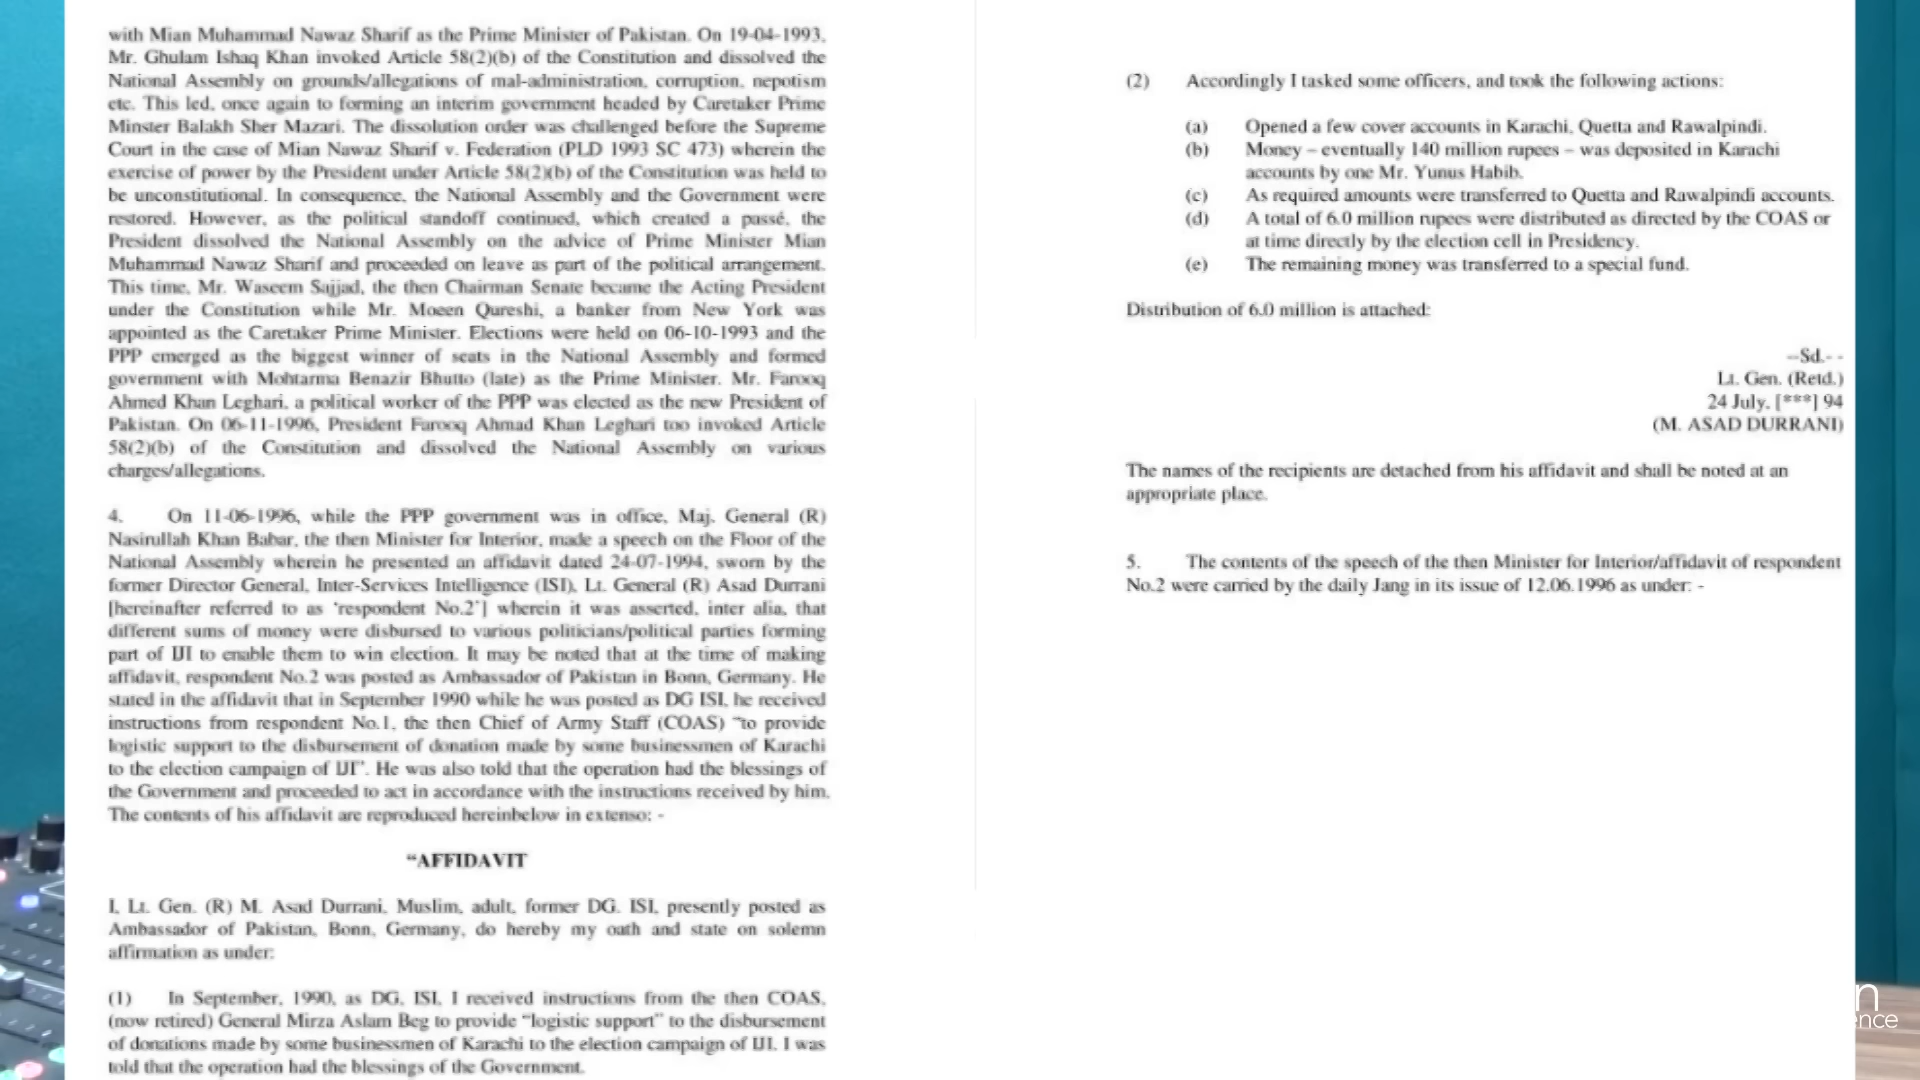 with Mian Muhammad Nawaz Sharif as the Prime Minister of Pakistan. On 19-04-1993,
Mr. Ghulam Ishaq Khan invoked Article 58(2)(b) of the Constitution and dissolved the
National Assembly on grounds/allegations of mal-administration, corruption, nepotism
etc. This led, once again to forming an interim government headed by Caretaker Prime
Minster Balakh Sher Mazari. The dissolution order was challenged before the Supreme
Court in the case of Mian Nawaz Sharif v. Federation (PLD 1993 SC 473) wherein the
exercise of power by the President under Article 58(2)(b) of the Constitution was held to
be unconstitutional. In consequence, the National Assembly and the Government were
restored. However, as the political standoff continued, which created a passé, the
President dissolved the National Assembly on the advice of Prime Minister Mian
Muhammad Nawaz Sharif and proceeded on leave as part of the political arrangement.
This time, Mr. Waseem Sajjad, the then Chairman Senate became the Acting President
under the Constitution while Mr. Moeen Qureshi, a banker from New York was
appointed as the Caretaker Prime Minister. Elections were held on 06-10-1993 and the
PPP emerged as the biggest winner of seats in the National Assembly and formed
government with Mohtarma Benazir Bhutto (late) as the Prime Minister. Mr. Farooq
Ahmed Khan Leghari, a political worker of the PPP was elected as the new President of
Pakistan. On 06-11-1996, President Farooq Ahmad Khan Leghari too invoked Article
58(2)(b) of the Constitution and dissolved the National Assembly on various
charges/allegations.
4. On 11-06-1996, while the PPP government was in office, Maj. General (R)
Nasirullah Khan Babar, the then Minister for Interior, made a speech on the Floor of the
National Assembly wherein he presented an affidavit dated 24-07-1994, sworn by the
former Director General, Inter-Services Intelligence (ISI), Lt. General (R) Asad Durrani
[hereinafter referred to as 'respondent No.2'] wherein it was asserted, inter alia, that
different sums of money were disbursed to various politicians/political parties forming
part of IJI to enable them to win election. It may be noted that at the time of making
affidavit, respondent No.2 was posted as Ambassador of Pakistan in Bonn, Germany. He
stated in the affidavit that in September 1990 while he was posted as DG ISI, he received
instructions from respondent No.1, the then Chief of Army Staff (COAS) "to provide
logistic support to the disbursement of donation made by some businessmen of Karachi
to the election campaign of IJI". He was also told that the operation had the blessings of
the Government and proceeded to act in accordance with the instructions received by him.
The contents of his affidavit are reproduced hereinbelow in extenso: -
"AFFIDAVIT
I, Lt. Gen. (R) M. Asad Durrani, Muslim, adult, former DG. ISI, presently posted as
Ambassador of Pakistan, Bonn, Germany, do hereby my oath and state on solemn
affirmation as under:
(1) In September, 1990, as DG, ISI, I received instructions from the then COAS,
(now retired) General Mirza Aslam Beg to provide "logistic support" to the disbursement
of donations made by some businessmen of Karachi to the election campaign of IJI. I was
told that the operation had the blessings of the Government.
(2) Accordingly I tasked some officers, and took the following actions:
(a) Opened a few cover accounts in Karachi, Quetta and Rawalpindi.
(b) Money – eventually 140 million rupees – was deposited in Karachi
accounts by one Mr. Yunus Habib.
(c) As required amounts were transferred to Quetta and Rawalpindi accounts.
(d) A total of 6.0 million rupees were distributed as directed by the COAS or
at time directly by the election cell in Presidency.
(e) The remaining money was transferred to a special fund.
Distribution of 6.0 million is attached:
--Sd.- -
Lt. Gen. (Retd.)
24 July, [***] 94
(M. ASAD DURRANI)
The names of the recipients are detached from his affidavit and shall be noted at an
appropriate place.
5. The contents of the speech of the then Minister for Interior/affidavit of respondent
No.2 were carried by the daily Jang in its issue of 12.06.1996 as under: -